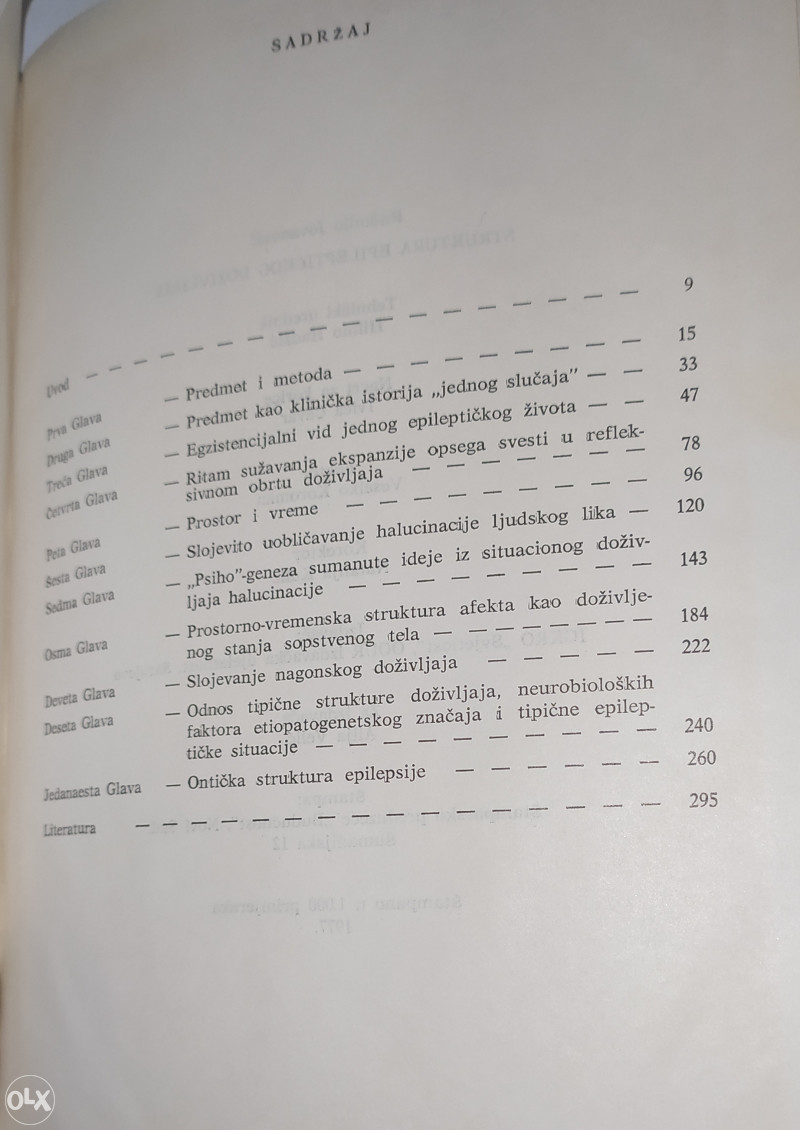 SADRŽAJ
Uvod — — — — — — — — — — — — — — — — — — 9
Prva Glava — Predmet i metoda — — — — — — — — — — 15
Druga Glava — Predmet kao klinička istorija „jednog slučaja” — — 33
Treća Glava — Egzistencijalni vid jednog epileptičkog života — — 47
Četvrta Glava — Ritam sužavanja ekspanzije opsega svesti u reflek-
sivnom obrtu doživljaja — — — — — — — — 78
Peta Glava — Prostor i vreme — — — — — — — — — — 96
Šesta Glava — Slojevito uobličavanje halucinacije ljudskog lika — 120
Sedma Glava — „Psiho”-geneza sumanute ideje iz situacionog doživ-
ljaja halucinacije — — — — — — — — — — 143
Osma Glava — Prostorno-vremenska struktura afekta kao doživlje-
nog stanja sopstvenog tela — — — — — — — — 184
Deveta Glava — Slojevanje nagonskog doživljaja — — — — — — 222
Deseta Glava — Odnos tipične strukture doživljaja, neurobioloških
faktora etiopatogenetskog značaja i tipične epilep-
tičke situacije — — — — — — — — — — — 240
Jedanaesta Glava — Ontička struktura epilepsije — — — — — — — 260
Literatura — — — — — — — — — — — — — — — — — — 295
OLX